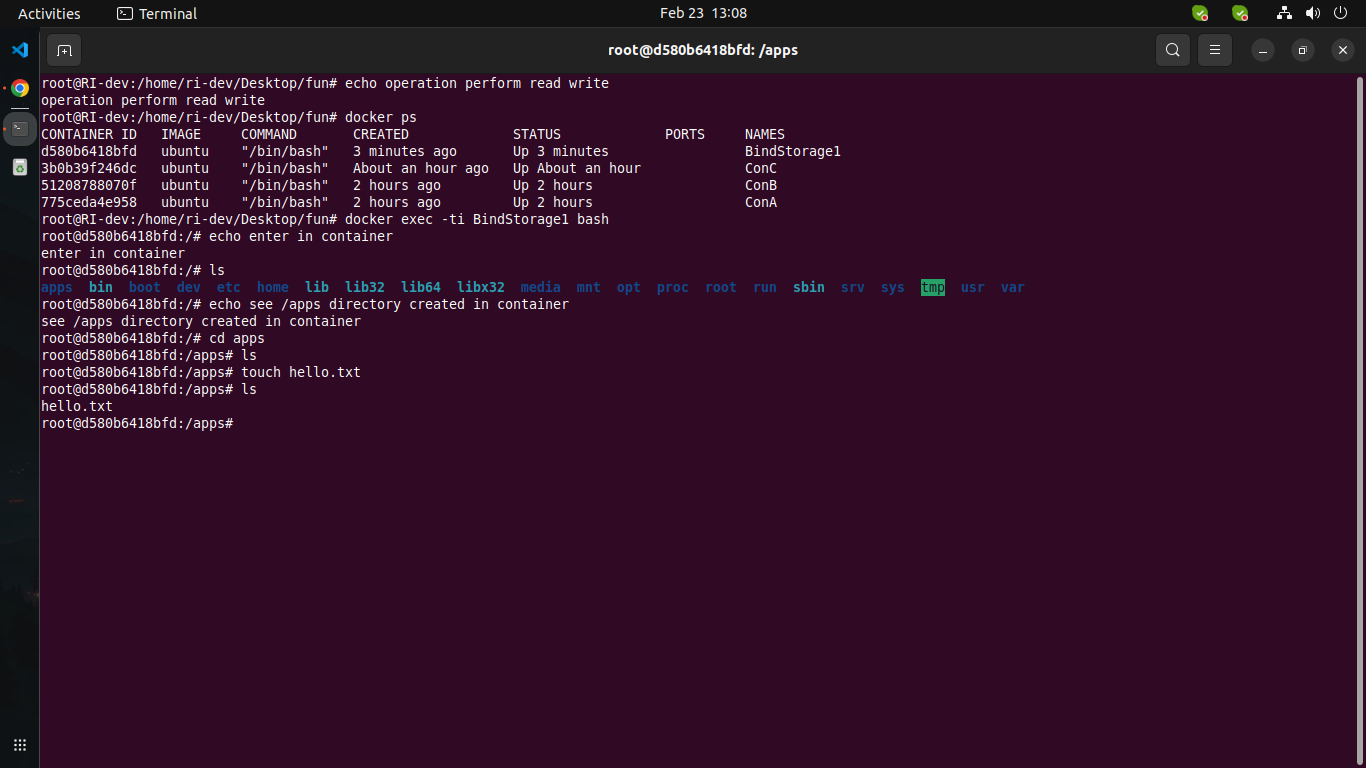 Activities Terminal Feb 23 13:08
root@d580b6418bfd: /apps
root@RI-dev:/home/ri-dev/Desktop/fun# echo operation perform read write
operation perform read write
root@RI-dev:/home/ri-dev/Desktop/fun# docker ps
CONTAINER ID   IMAGE     COMMAND       CREATED             STATUS             PORTS     NAMES
d580b6418bfd   ubuntu    "/bin/bash"   3 minutes ago       Up 3 minutes                 BindStorage1
3b0b39f246dc   ubuntu    "/bin/bash"   About an hour ago   Up About an hour             ConC
51208788070f   ubuntu    "/bin/bash"   2 hours ago         Up 2 hours                   ConB
775ceda4e958   ubuntu    "/bin/bash"   2 hours ago         Up 2 hours                   ConA
root@RI-dev:/home/ri-dev/Desktop/fun# docker exec -ti BindStorage1 bash
root@d580b6418bfd:/# echo enter in container
enter in container
root@d580b6418bfd:/# ls
apps  bin  boot  dev  etc  home  lib  lib32  lib64  libx32  media  mnt  opt  proc  root  run  sbin  srv  sys  tmp  usr  var
root@d580b6418bfd:/# echo see /apps directory created in container
see /apps directory created in container
root@d580b6418bfd:/# cd apps
root@d580b6418bfd:/apps# ls
root@d580b6418bfd:/apps# touch hello.txt
root@d580b6418bfd:/apps# ls
hello.txt
root@d580b6418bfd:/apps#